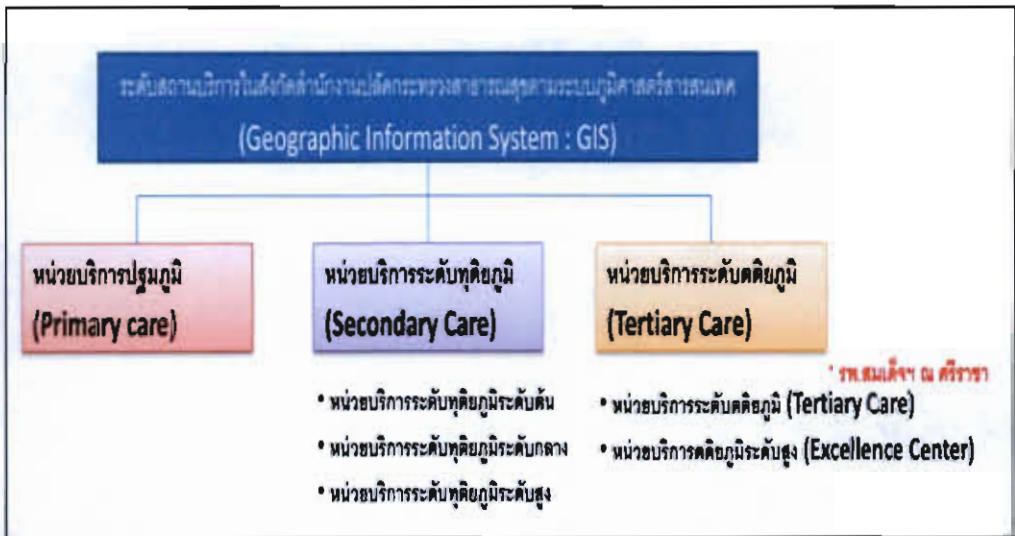 ระดับสถานบริการในสังกัดสำนักงานปลัดกระทรวงสาธารณสุขตามระบบภูมิศาสตร์สารสนเทศ
(Geographic Information System : GIS)
หน่วยบริการปฐมภูมิ
(Primary care)
หน่วยบริการระดับทุติยภูมิ
(Secondary Care)
• หน่วยบริการระดับทุติยภูมิระดับต้น
• หน่วยบริการระดับทุติยภูมิระดับกลาง
• หน่วยบริการระดับทุติยภูมิระดับสูง
หน่วยบริการระดับตติยภูมิ
(Tertiary Care)
* รพ.สมเด็จฯ ณ ศรีราชา
• หน่วยบริการระดับตติยภูมิ (Tertiary Care)
• หน่วยบริการตติยภูมิระดับสูง (Excellence Center)